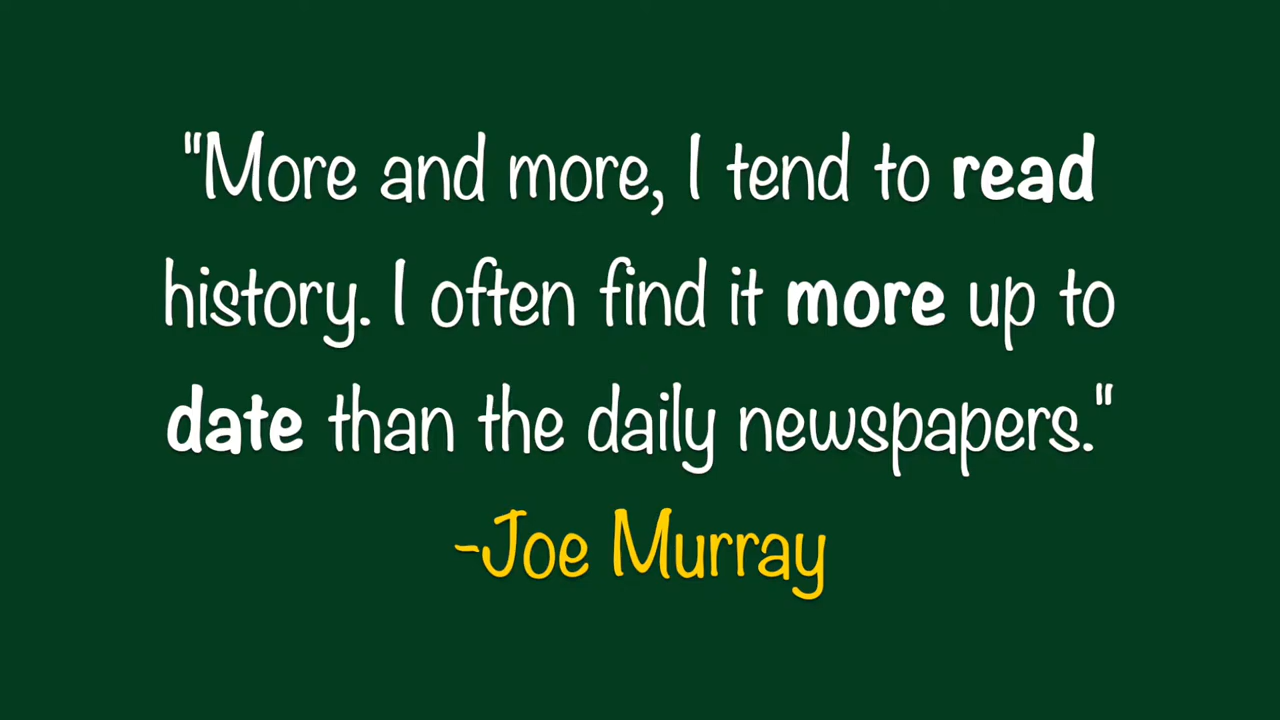 "More and more, I tend to read
history. I often find it more up to
date than the daily newspapers."
-Joe Murray